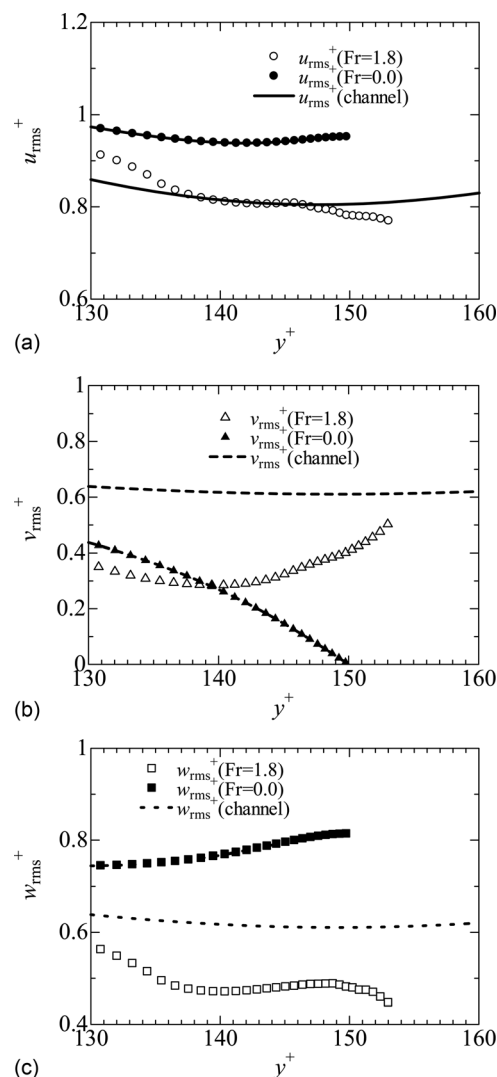 1.2
u_rms^+ (Fr=1.8)
u_rms^+ (Fr=0.0)
u_rms^+ (channel)
1
u_rms^+
0.8
0.6
130 140 150 160
(a)
y^+
1
v_rms^+ (Fr=1.8)
v_rms^+ (Fr=0.0)
v_rms^+ (channel)
0.8
0.6
v_rms^+
0.4
0.2
0
130 140 150 160
(b)
y^+
1
w_rms^+ (Fr=1.8)
w_rms^+ (Fr=0.0)
w_rms^+ (channel)
0.8
w_rms^+
0.6
0.4
130 140 150 160
(c)
y^+